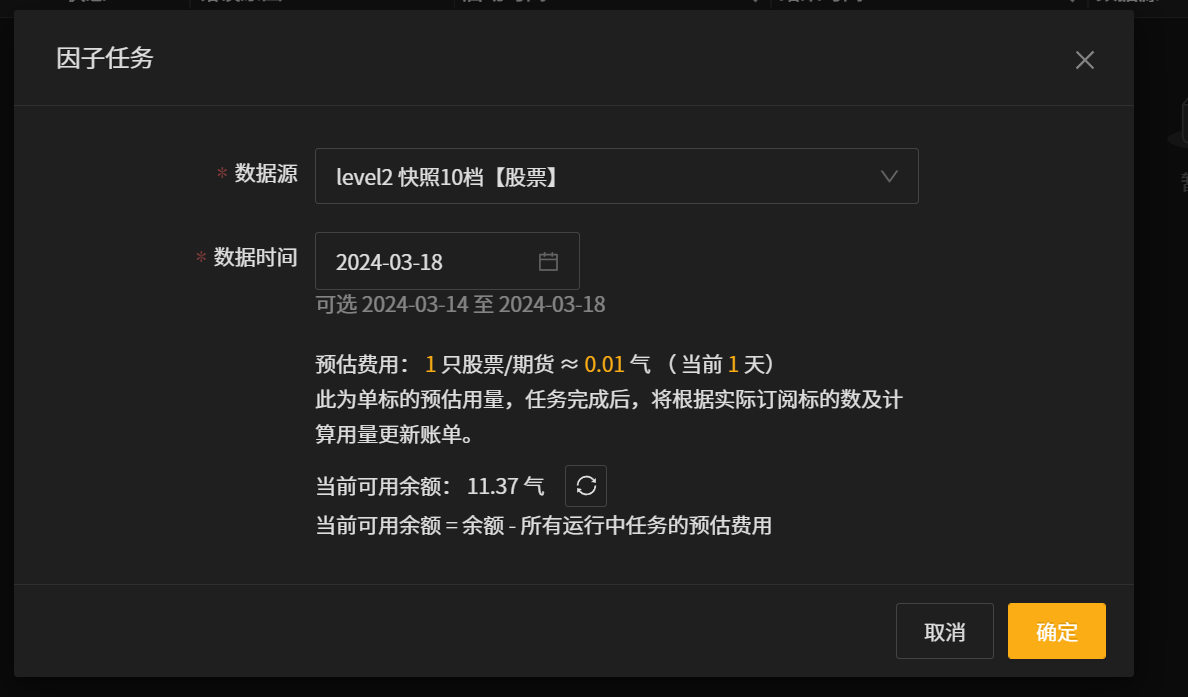 因子任务
* 数据源
level2 快照10档【股票】
* 数据时间
2024-03-18
可选 2024-03-14 至 2024-03-18
预估费用： 1 只股票/期货 ≈ 0.01 气 （ 当前 1 天）
此为单标的预估用量，任务完成后，将根据实际订阅标的数及计
算用量更新账单。
当前可用余额： 11.37 气
当前可用余额 = 余额 - 所有运行中任务的预估费用
取消
确定